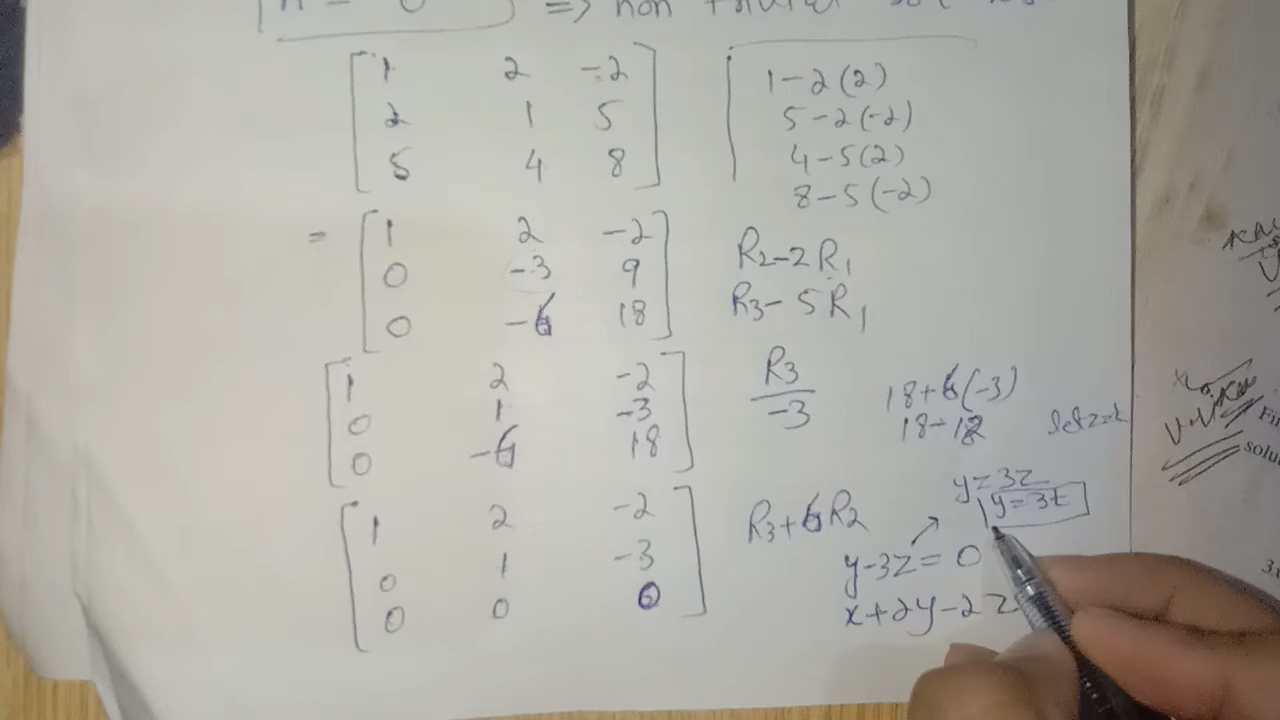 => non
1 2 -2
2 1 5
5 4 8
1-2(2)
5-2(-2)
4-5(2)
8-5(-2)
= 1 2 -2
0 -3 9
0 -6 18
R2-2R1
R3-5R1
1 2 -2
0 1 -3
0 -6 18
R3
-3
18+6(-3)
18-18
1 2 -2
0 1 -3
0 0 0
R3+6R2
y=3z
y=3t
y-3z=0
x+2y-2z
solu